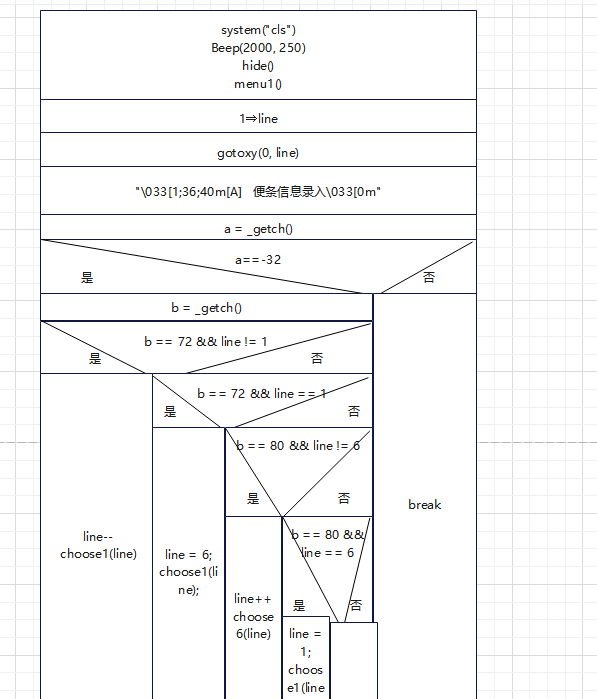 system("cls")
Beep(2000, 250)
hide()
menu1()
1⇒line
gotoxy(0, line)
"\033[1;36;40m[A]   便条信息录入\033[0m"
a = _getch()
a==-32
是
否
b = _getch()
b == 72 && line != 1
是
否
b == 72 && line == 1
是
否
b == 80 && line != 6
是
否
break
line--
choose1(line)
line = 6;
choose1(li
ne);
b == 80 &&
line == 6
是
否
line++
choose
6(line)
line =
1;
choos
e1(line